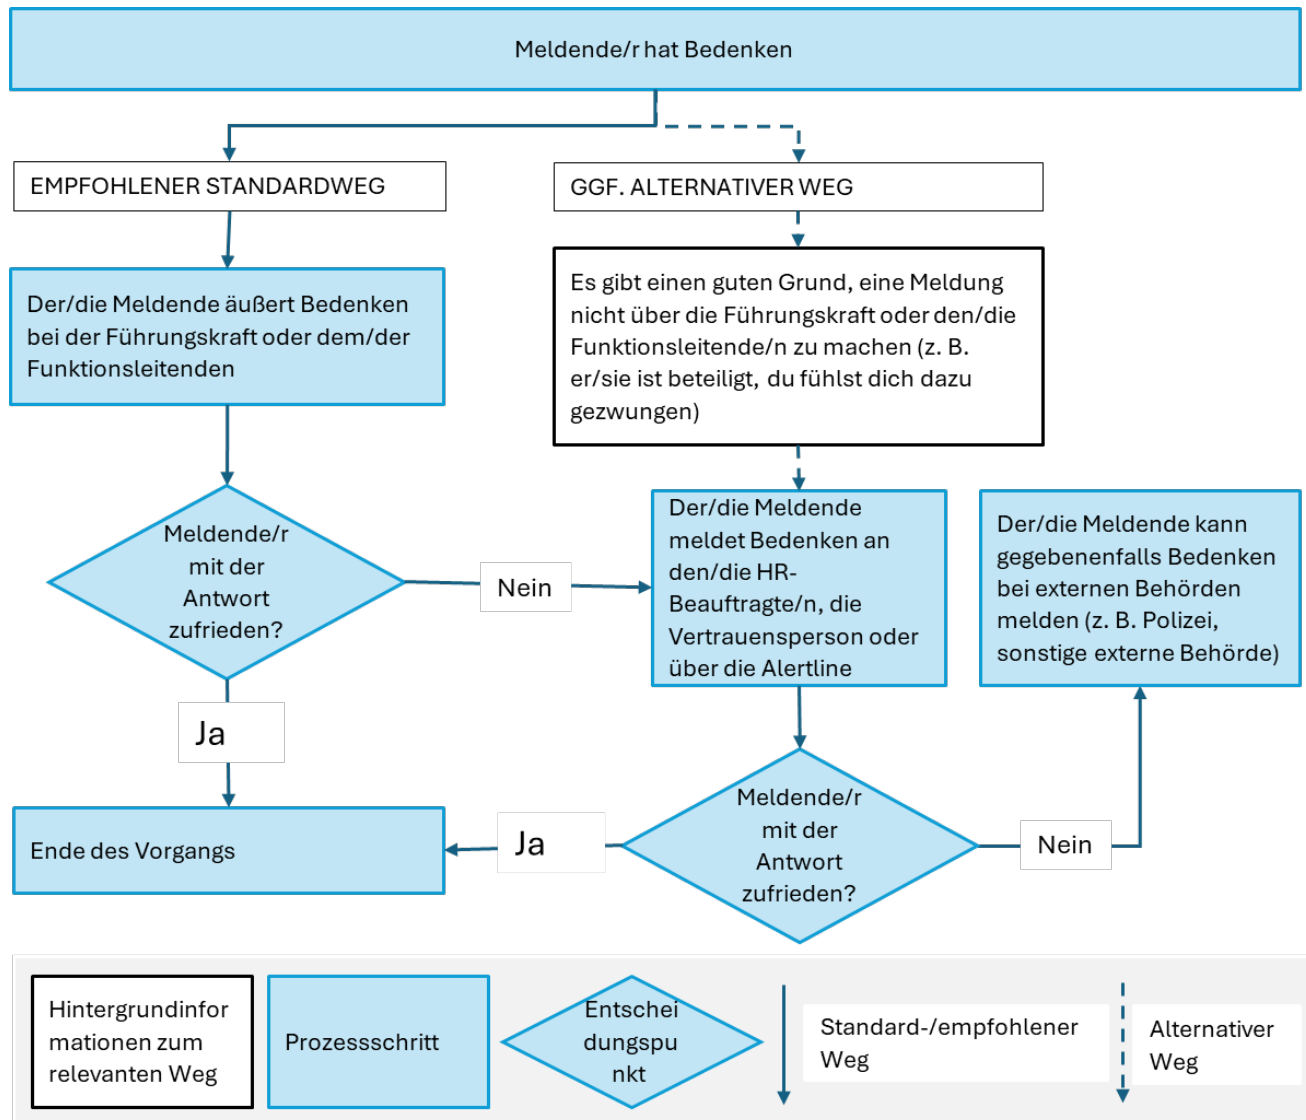 Meldende/r hat Bedenken
EMPFOHLENER STANDARDWEG
GGF. ALTERNATIVER WEG
Der/die Meldende äußert Bedenken
bei der Führungskraft oder dem/der
Funktionsleitenden
Es gibt einen guten Grund, eine Meldung
nicht über die Führungskraft oder den/die
Funktionsleitende/n zu machen (z. B.
er/sie ist beteiligt, du fühlst dich dazu
gezwungen)
Meldende/r
mit der
Antwort
zufrieden?
Nein
Der/die Meldende
meldet Bedenken an
den/die HR-
Beauftragte/n, die
Vertrauensperson oder
über die Alertline
Der/die Meldende kann
gegebenenfalls Bedenken
bei externen Behörden
melden (z. B. Polizei,
sonstige externe Behörde)
Ja
Ende des Vorgangs
Ja
Meldende/r
mit der
Antwort
zufrieden?
Nein
Hintergrundinfor
mationen zum
relevanten Weg
Prozessschritt
Entschei
dungspu
nkt
Standard-/empfohlener
Weg
Alternativer
Weg